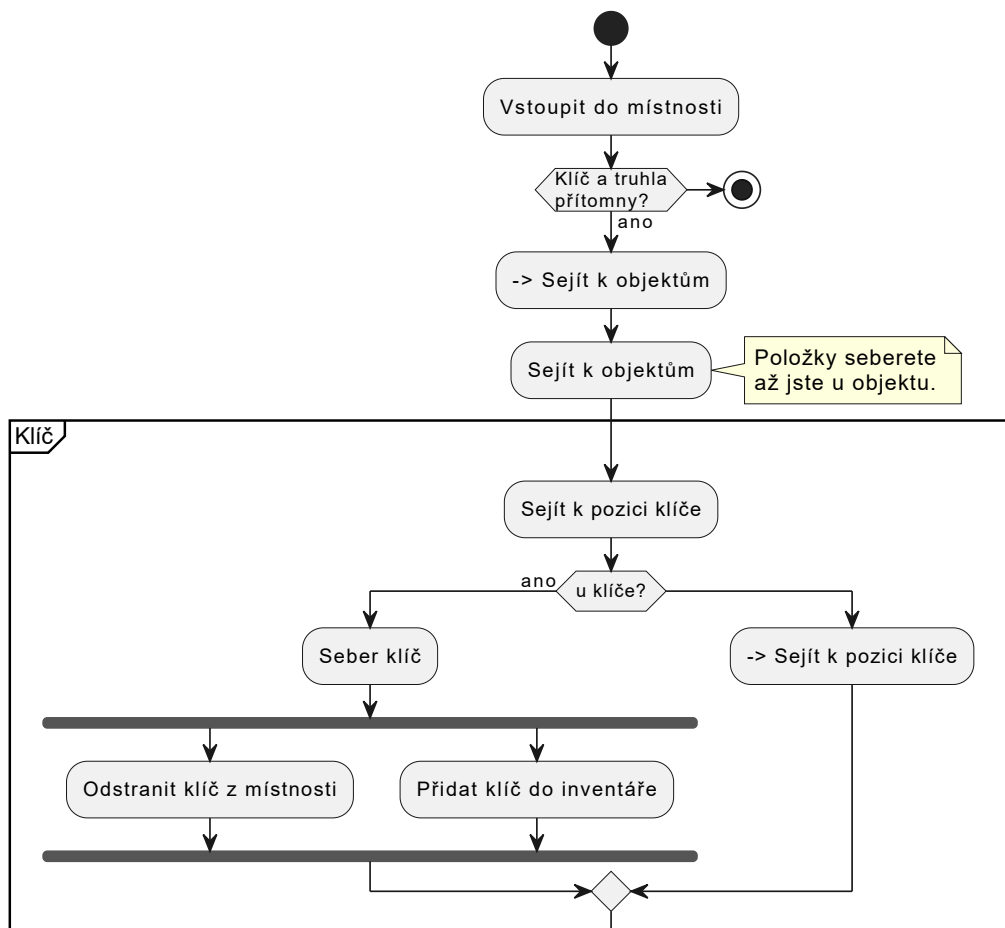 Vstoupit do místnosti
Klíč a truhla
přítomny?
ano
-> Sejít k objektům
Sejít k objektům
Položky seberete
až jste u objektu.
Klíč
Sejít k pozici klíče
ano
u klíče?
Seber klíč
-> Sejít k pozici klíče
Odstranit klíč z místnosti
Přidat klíč do inventáře